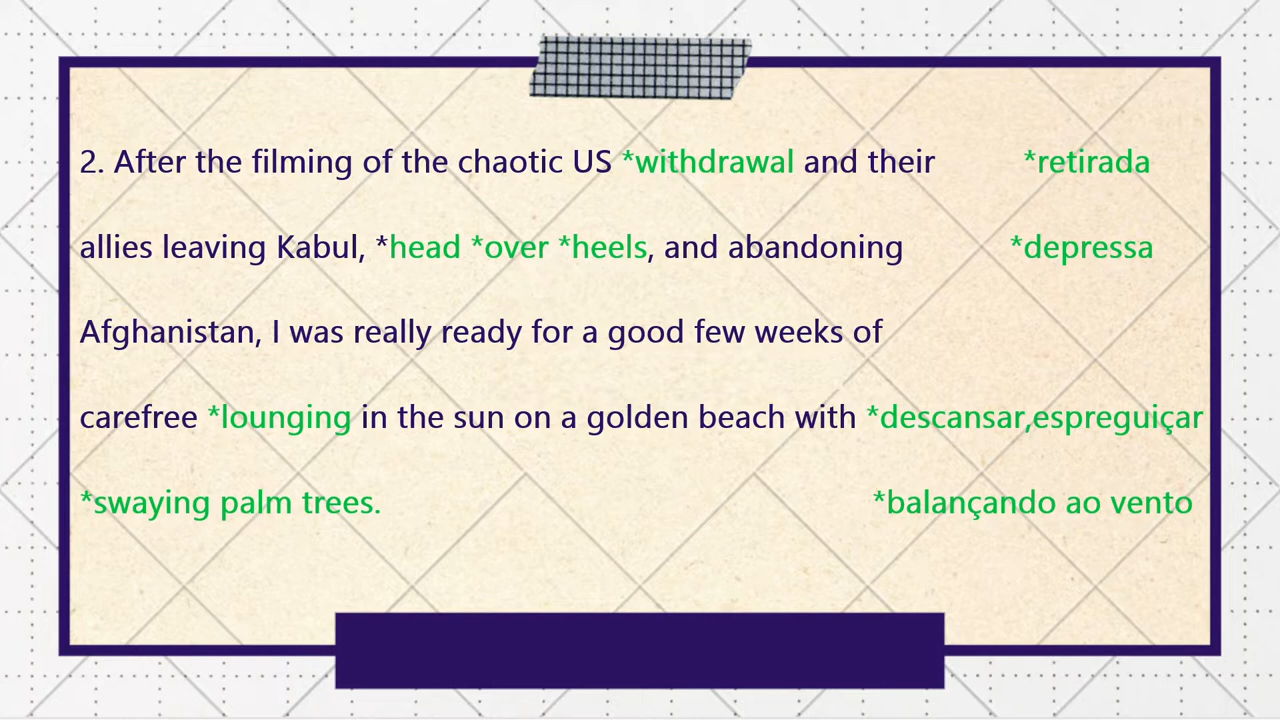 2. After the filming of the chaotic US *withdrawal and their *retirada
allies leaving Kabul, *head *over *heels, and abandoning *depressa
Afghanistan, I was really ready for a good few weeks of
carefree *lounging in the sun on a golden beach with *descansar,espreguiçar
*swaying palm trees. *balançando ao vento